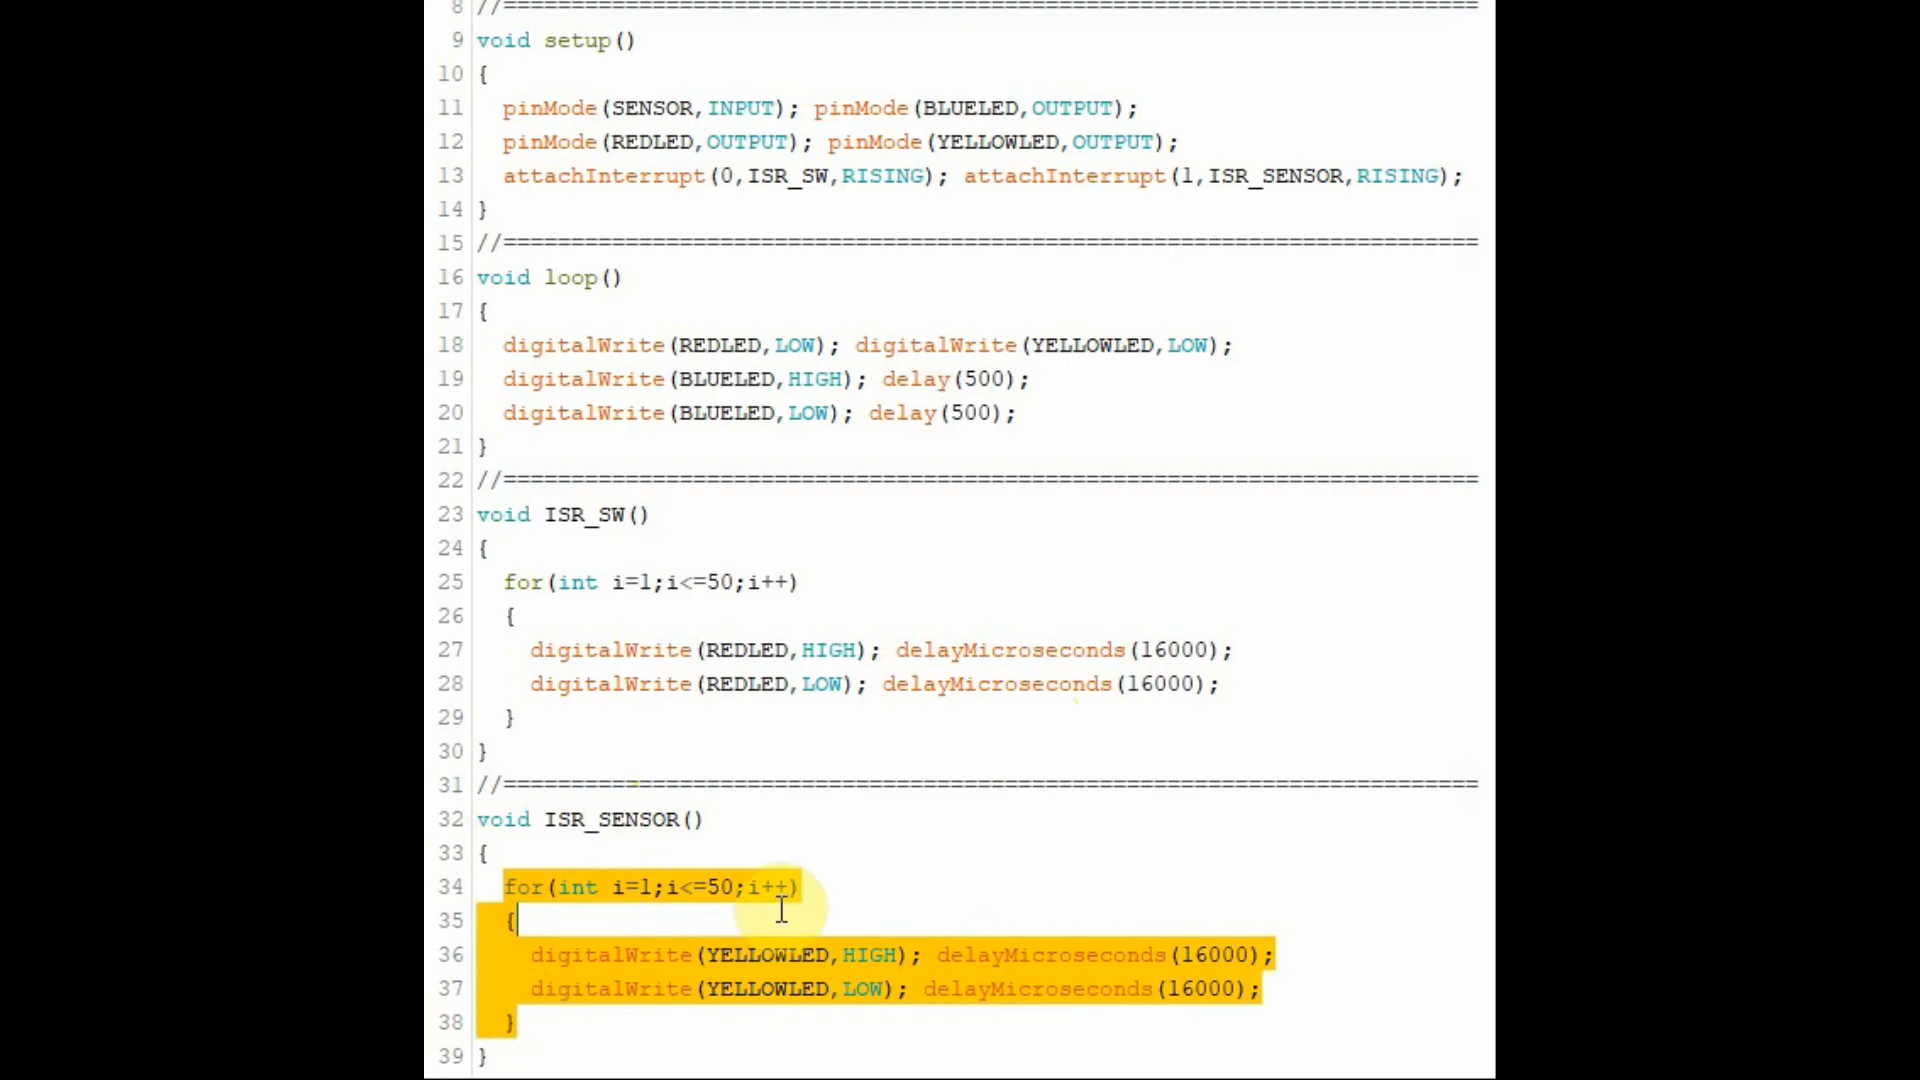 8 //========================================================================
9 void setup()
10 {
11 pinMode(SENSOR,INPUT); pinMode(BLUELED,OUTPUT);
12 pinMode(REDLED,OUTPUT); pinMode(YELLOWLED,OUTPUT);
13 attachInterrupt(0,ISR_SW,RISING); attachInterrupt(1,ISR_SENSOR,RISING);
14 }
15 //========================================================================
16 void loop()
17 {
18 digitalWrite(REDLED,LOW); digitalWrite(YELLOWLED,LOW);
19 digitalWrite(BLUELED,HIGH); delay(500);
20 digitalWrite(BLUELED,LOW); delay(500);
21 }
22 //========================================================================
23 void ISR_SW()
24 {
25 for(int i=1;i<=50;i++)
26 {
27 digitalWrite(REDLED,HIGH); delayMicroseconds(16000);
28 digitalWrite(REDLED,LOW); delayMicroseconds(16000);
29 }
30 }
31 //========================================================================
32 void ISR_SENSOR()
33 {
34 for(int i=1;i<=50;i++)
35 {
36 digitalWrite(YELLOWLED,HIGH); delayMicroseconds(16000);
37 digitalWrite(YELLOWLED,LOW); delayMicroseconds(16000);
38 }
39 }